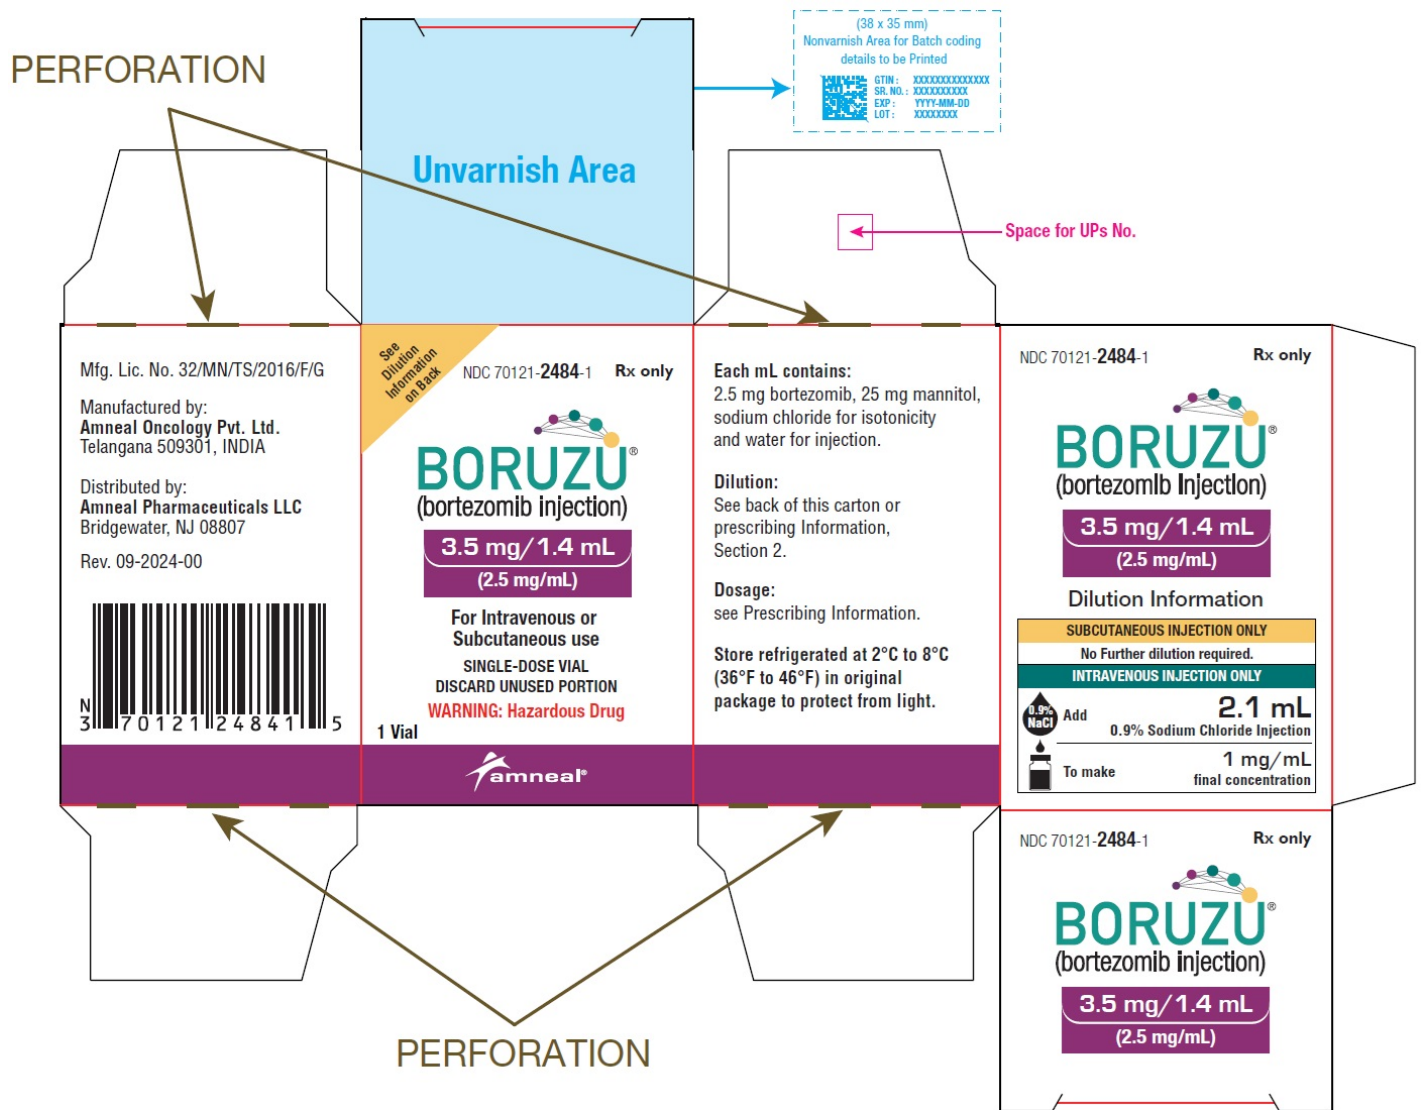 PERFORATION
(38 x 35 mm)
Nonvarnish Area for Batch coding
details to be Printed
GTIN : XXXXXXXXXXXXXX
SR. NO. : XXXXXXXXXX
EXP : YYYY-MM-DD
LOT : XXXXXXXX
Unvarnish Area
Space for UPs No.
Mfg. Lic. No. 32/MN/TS/2016/F/G
Manufactured by:
Amneal Oncology Pvt. Ltd.
Telangana 509301, INDIA
Distributed by:
Amneal Pharmaceuticals LLC
Bridgewater, NJ 08807
Rev. 09-2024-00
N
3 70121 24841 5
See
Dilution
Information
on Back
NDC 70121-2484-1 Rx only
BORUZU®
(bortezomib injection)
3.5 mg/1.4 mL
(2.5 mg/mL)
For Intravenous or
Subcutaneous use
SINGLE-DOSE VIAL
DISCARD UNUSED PORTION
WARNING: Hazardous Drug
1 Vial
amneal®
Each mL contains:
2.5 mg bortezomib, 25 mg mannitol,
sodium chloride for isotonicity
and water for injection.
Dilution:
See back of this carton or
prescribing Information,
Section 2.
Dosage:
see Prescribing Information.
Store refrigerated at 2°C to 8°C
(36°F to 46°F) in original
package to protect from light.
NDC 70121-2484-1 Rx only
BORUZU®
(bortezomib Injection)
3.5 mg/1.4 mL
(2.5 mg/mL)
Dilution Information
SUBCUTANEOUS INJECTION ONLY
No Further dilution required.
INTRAVENOUS INJECTION ONLY
0.9%
NaCl
Add 2.1 mL
0.9% Sodium Chloride Injection
To make 1 mg/mL
final concentration
NDC 70121-2484-1 Rx only
BORUZU®
(bortezomib injection)
3.5 mg/1.4 mL
(2.5 mg/mL)
PERFORATION